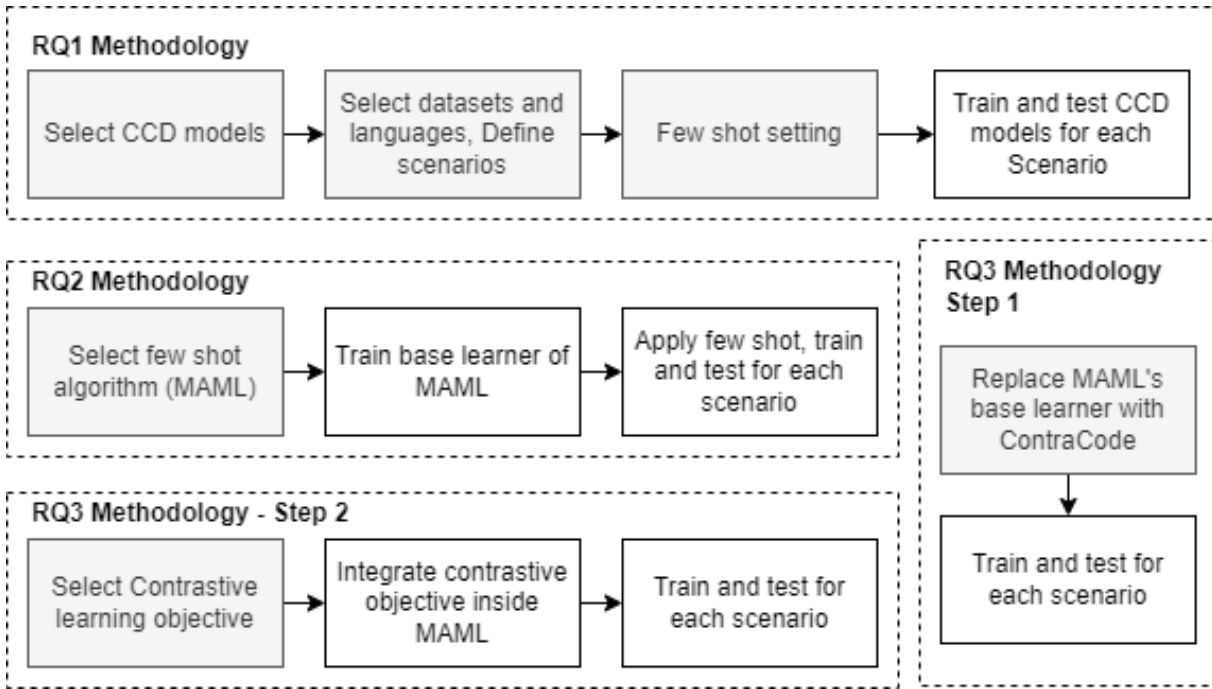 RQ1 Methodology
Select CCD models
Select datasets and
languages, Define
scenarios
Few shot setting
Train and test CCD
models for each
Scenario
RQ2 Methodology
Select few shot
algorithm (MAML)
Train base learner of
MAML
Apply few shot, train
and test for each
scenario
RQ3 Methodology
Step 1
Replace MAML's
base learner with
ContraCode
Train and test for
each scenario
RQ3 Methodology - Step 2
Select Contrastive
learning objective
Integrate contrastive
objective inside
MAML
Train and test for
each scenario